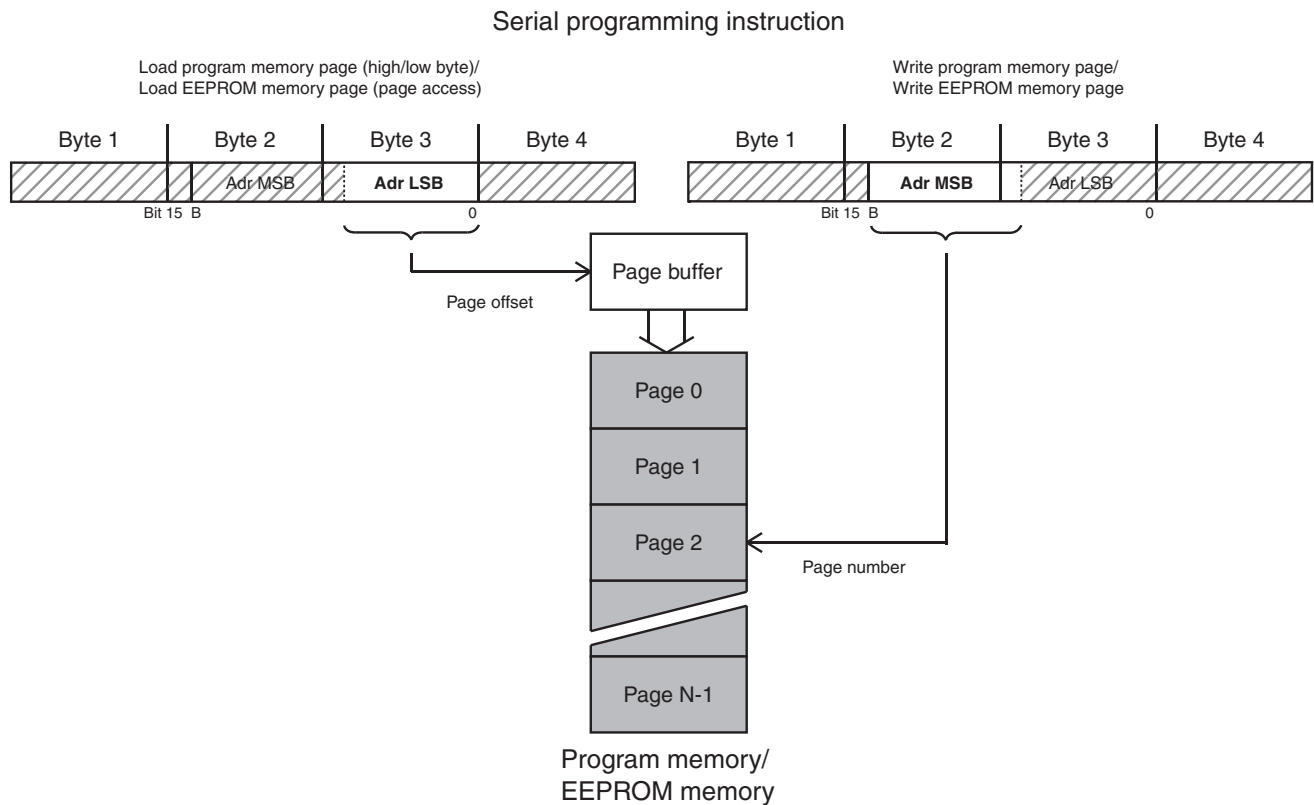 Serial programming instruction
Load program memory page (high/low byte)/
Load EEPROM memory page (page access)
Write program memory page/
Write EEPROM memory page
Byte 1 Byte 2 Byte 3 Byte 4
Byte 1 Byte 2 Byte 3 Byte 4
Adr MSB Adr LSB
Adr MSB Adr LSB
Bit 15 B 0
Bit 15 B 0
Page buffer
Page offset
Page 0
Page 1
Page 2
Page number
Page N-1
Program memory/
EEPROM memory